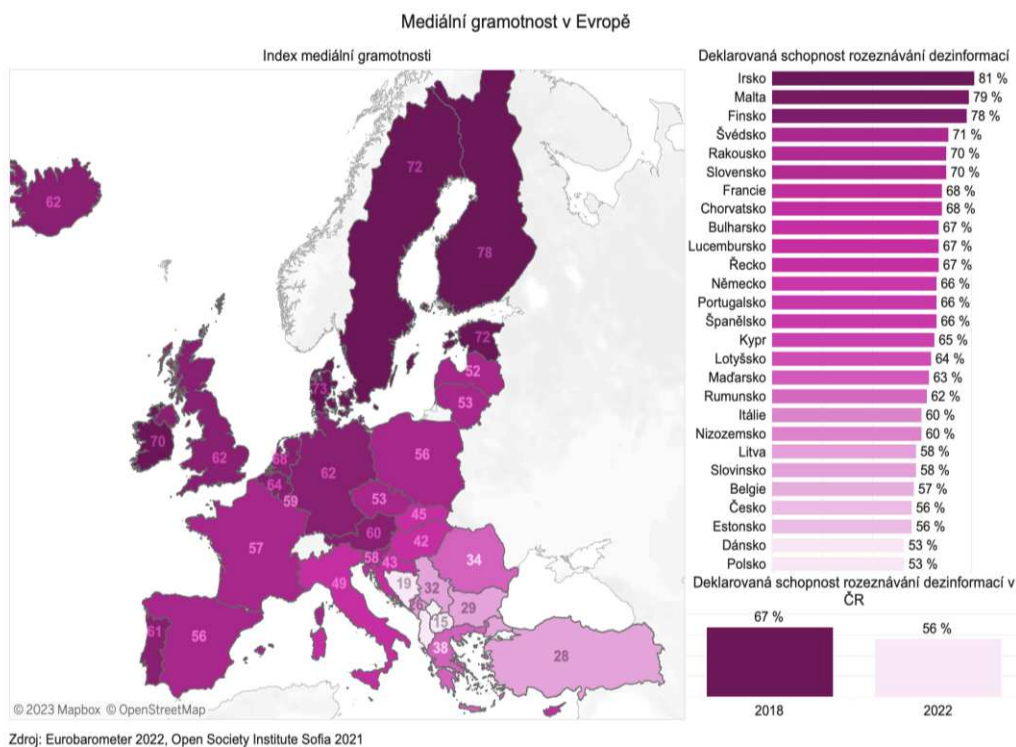 Mediální gramotnost v Evropě
Index mediální gramotnosti
62
72
78
72
52
53
73
70
62
68
64
59
62
56
53
45
60
42
58
43
57
49
34
19
32
26
29
15
38
28
61
56
© 2023 Mapbox © OpenStreetMap
Deklarovaná schopnost rozeznávání dezinformací
Irsko 81 %
Malta 79 %
Finsko 78 %
Švédsko 71 %
Rakousko 70 %
Slovensko 70 %
Francie 68 %
Chorvatsko 68 %
Bulharsko 67 %
Lucembursko 67 %
Řecko 67 %
Německo 66 %
Portugalsko 66 %
Španělsko 66 %
Kypr 65 %
Lotyšsko 64 %
Maďarsko 63 %
Rumunsko 62 %
Itálie 60 %
Nizozemsko 60 %
Litva 58 %
Slovinsko 58 %
Belgie 57 %
Česko 56 %
Estonsko 56 %
Dánsko 53 %
Polsko 53 %
Deklarovaná schopnost rozeznávání dezinformací v
ČR
67 %
56 %
2018
2022
Zdroj: Eurobarometer 2022, Open Society Institute Sofia 2021